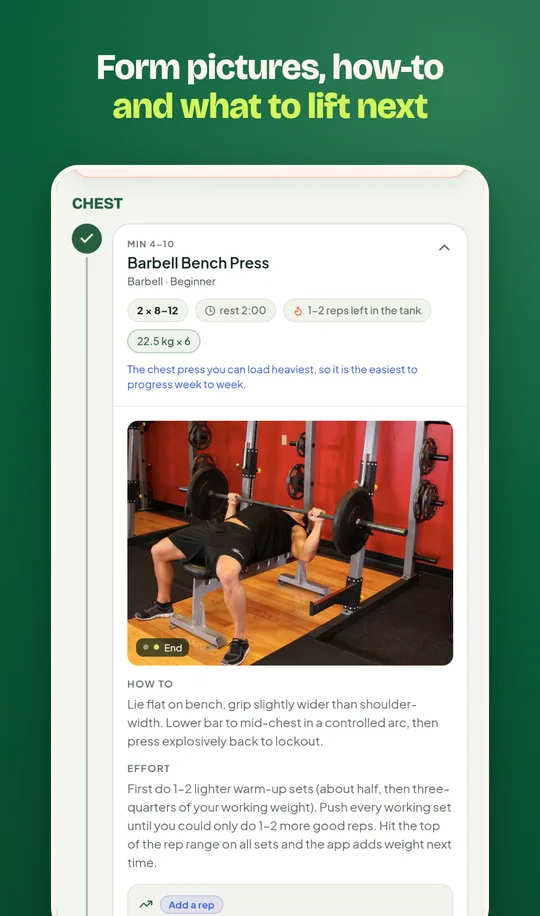 Form pictures, how-to
and what to lift next
CHEST
MIN 4–10
Barbell Bench Press
Barbell · Beginner
2 × 8–12
rest 2:00
1–2 reps left in the tank
22.5 kg × 6
The chest press you can load heaviest, so it is the easiest to
progress week to week.
End
HOW TO
Lie flat on bench, grip slightly wider than shoulder-
width. Lower bar to mid-chest in a controlled arc, then
press explosively back to lockout.
EFFORT
First do 1–2 lighter warm-up sets (about half, then three-
quarters of your working weight). Push every working set
until you could only do 1–2 more good reps. Hit the top
of the rep range on all sets and the app adds weight next
time.
Add a rep